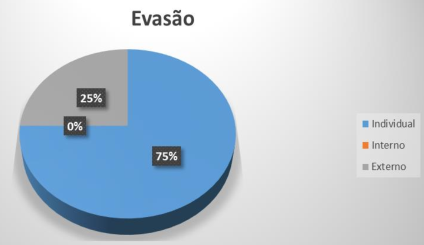 Evasão
25%
0%
75%
Individual
Interno
Externo